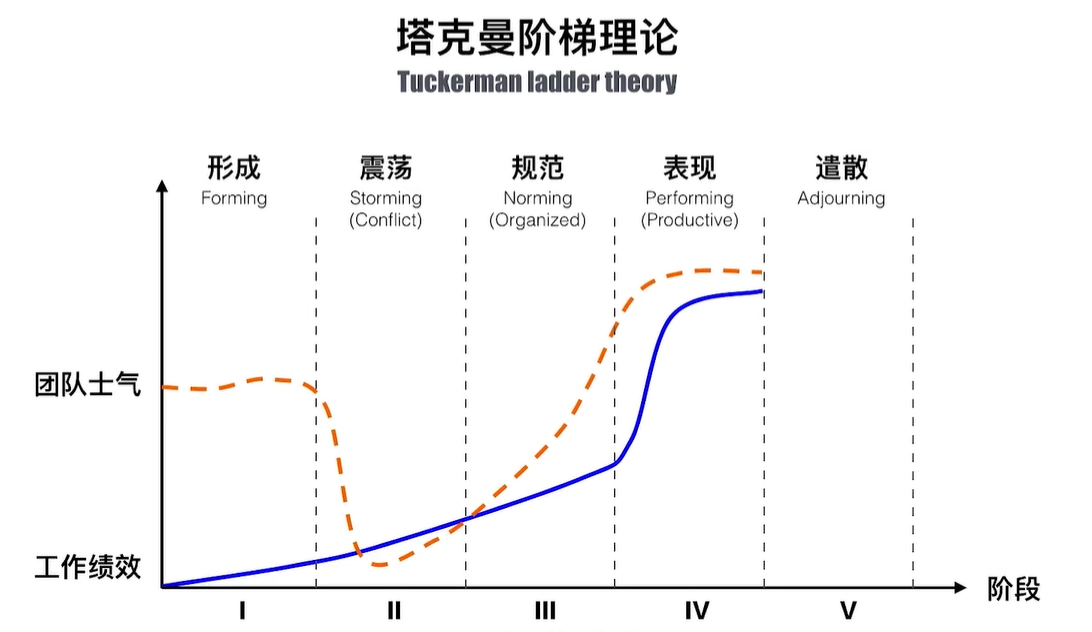 塔克曼阶梯理论
Tuckerman ladder theory
形成
Forming
震荡
Storming
(Conflict)
规范
Norming
(Organized)
表现
Performing
(Productive)
遣散
Adjourning
团队士气
工作绩效
阶段
I
II
III
IV
V